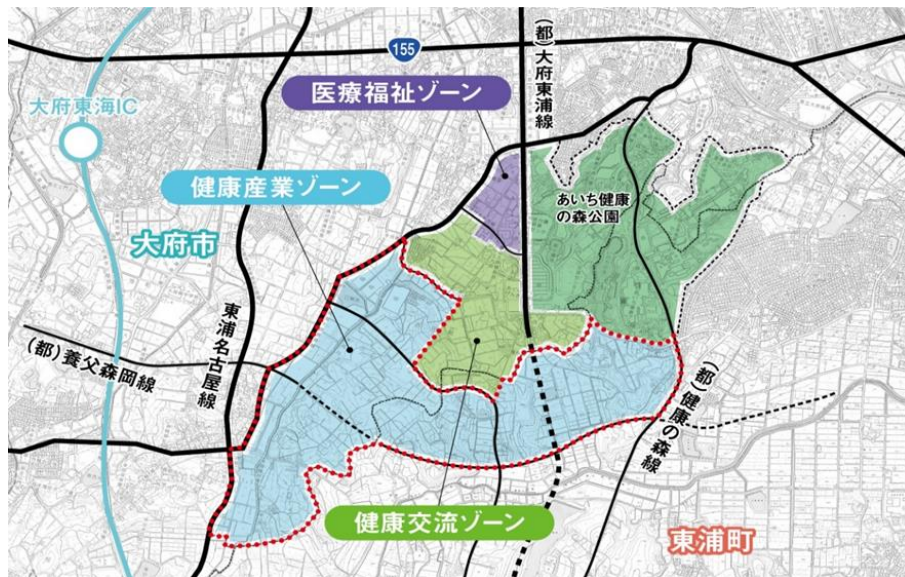 155
(都)大府東浦線
医療福祉ゾーン
大府東海IC
健康産業ゾーン
あいち健康
の森公園
大府市
東浦名古屋線
(都)養父森岡線
(都)健康の森線
健康交流ゾーン
東浦町